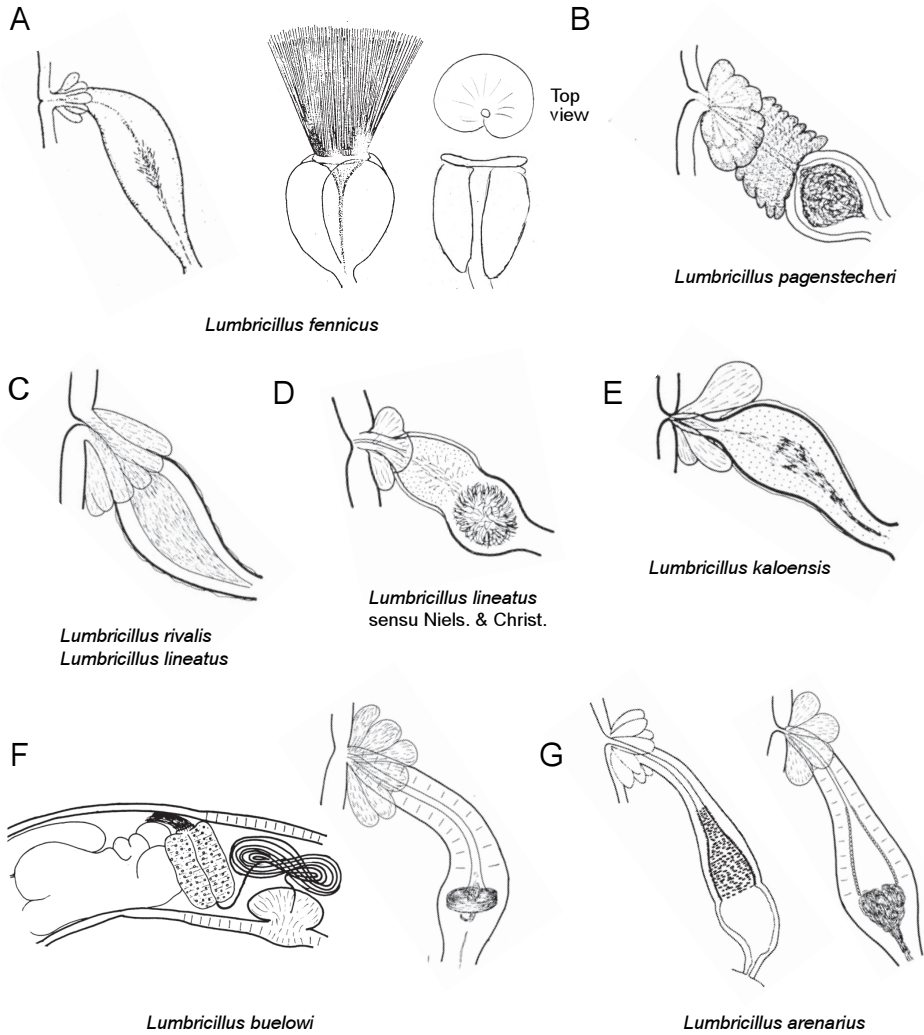 A
B
Top
view
Lumbricillus pagenstecheri
Lumbricillus fennicus
C
D
E
Lumbricillus kaloensis
Lumbricillus lineatus
sensu Niels. & Christ.
Lumbricillus rivalis
Lumbricillus lineatus
F
G
Lumbricillus buelowi
Lumbricillus arenarius